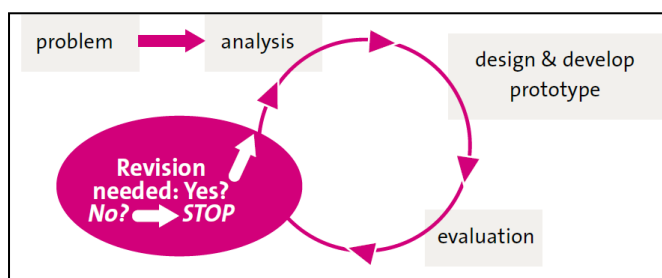 problem
analysis
design & develop
prototype
Revision
needed: Yes?
No? STOP
evaluation